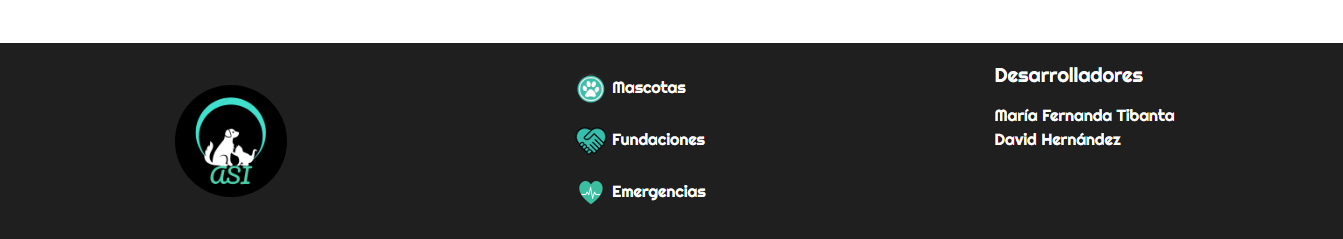 asi
Mascotas
Fundaciones
Emergencias
Desarrolladores
María Fernanda Tibanta
David Hernández